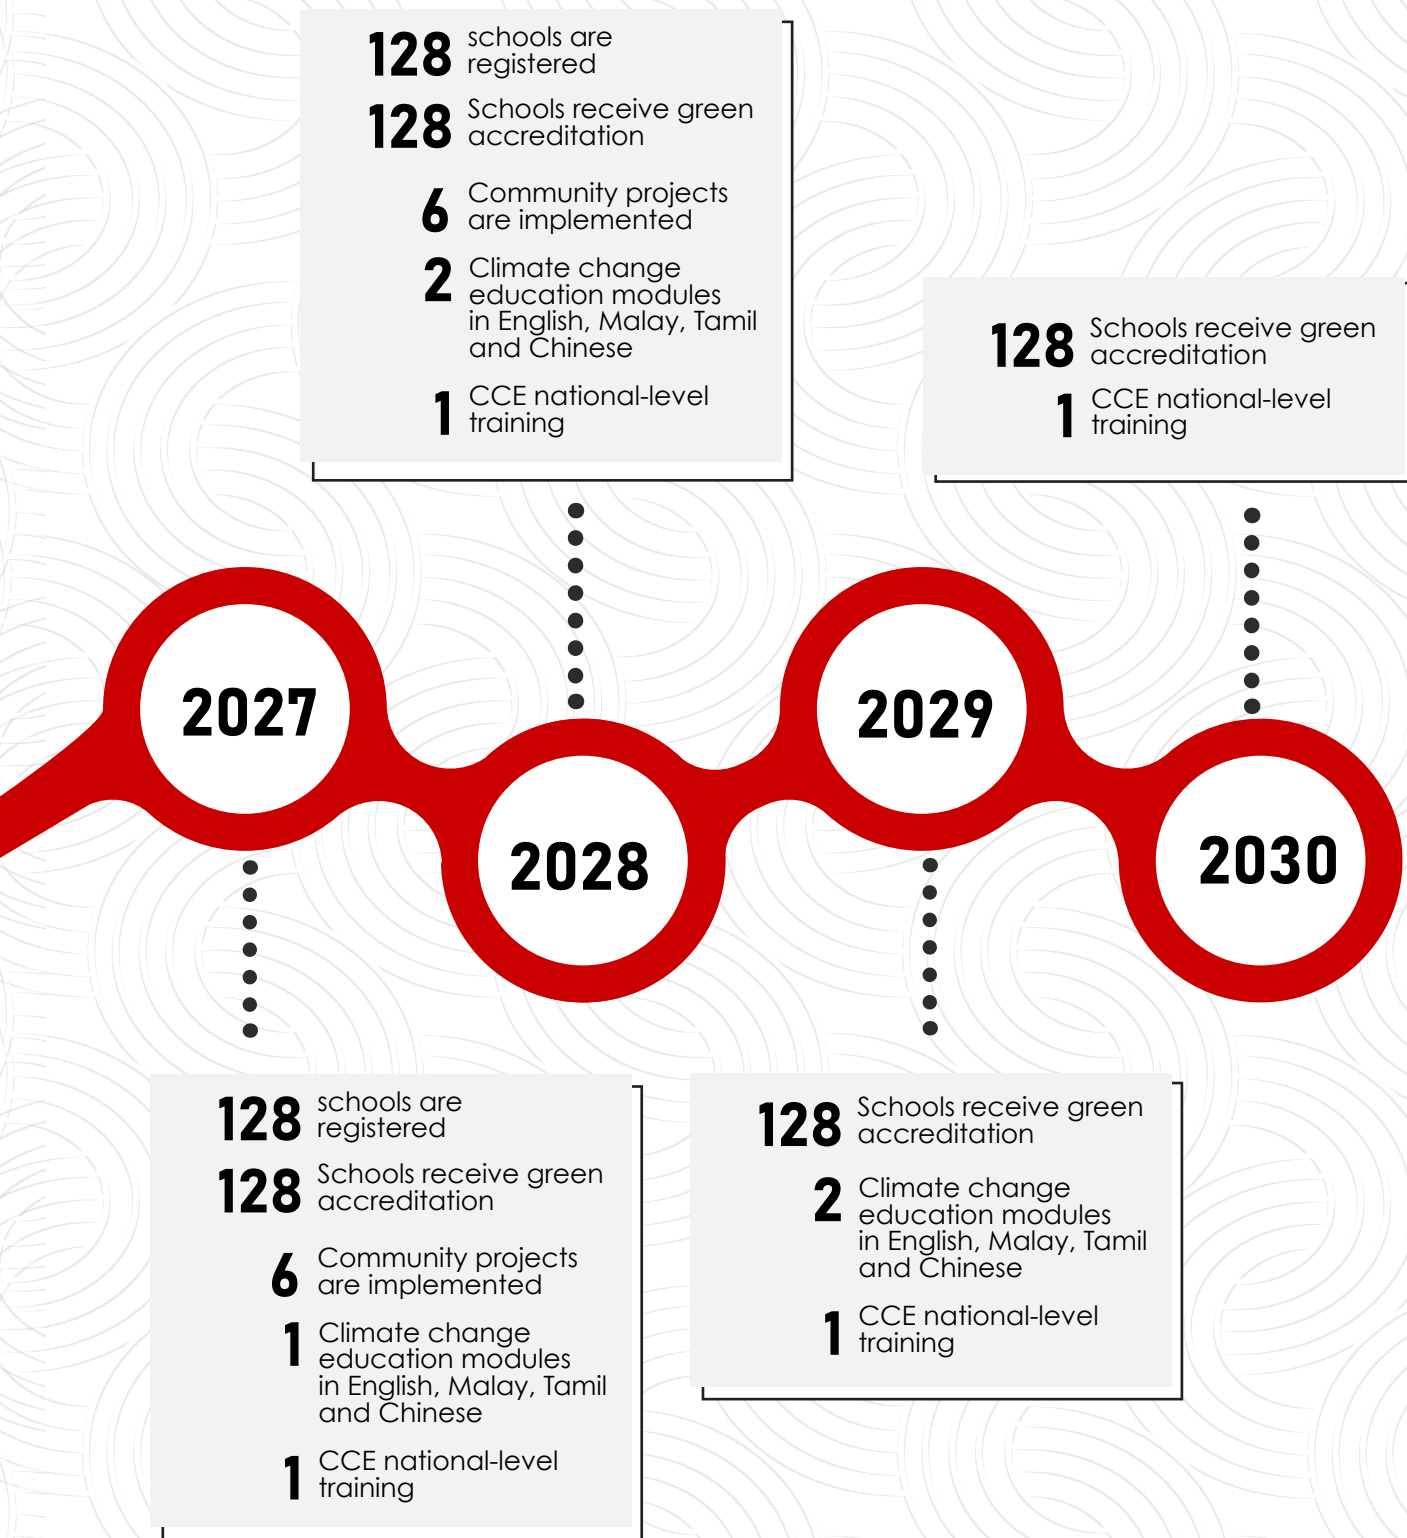 128 schools are
registered
128 Schools receive green
accreditation
6 Community projects
are implemented
2 Climate change
education modules
in English, Malay, Tamil
and Chinese
1 CCE national-level
training
128 Schools receive green
accreditation
1 CCE national-level
training
2027
2028
2029
2030
128 schools are
registered
128 Schools receive green
accreditation
6 Community projects
are implemented
1 Climate change
education modules
in English, Malay, Tamil
and Chinese
1 CCE national-level
training
128 Schools receive green
accreditation
2 Climate change
education modules
in English, Malay, Tamil
and Chinese
1 CCE national-level
training